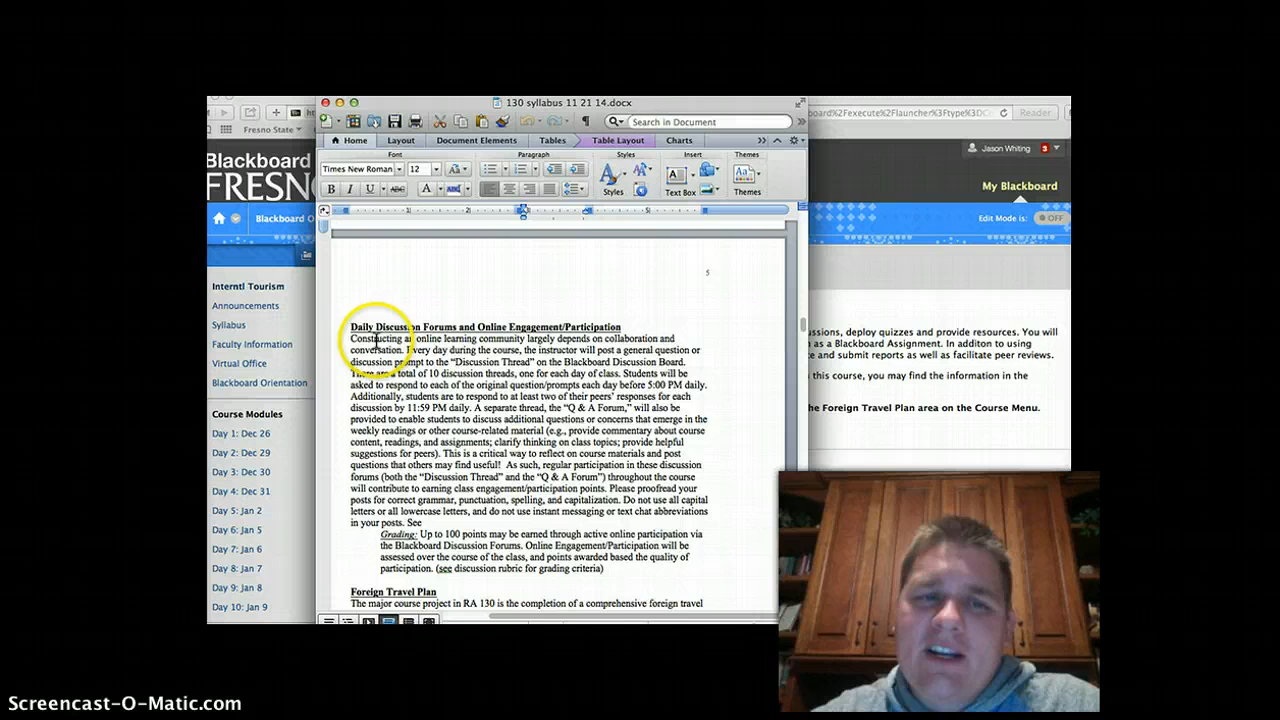 130 syllabus 11 21 14.docx
Search in Document
Reader
Fresno State
Home Layout Document Elements Tables Table Layout Charts
Font Paragraph Styles Insert Themes
Times New Roman 12
Styles Text Box Themes
Blackboard
FRESN
Jason Whiting 3
My Blackboard
Edit Mode is: OFF
Interntl Tourism
Announcements
Syllabus
Faculty Information
Virtual Office
Blackboard Orientation
Course Modules
Day 1: Dec 26
Day 2: Dec 29
Day 3: Dec 30
Day 4: Dec 31
Day 5: Jan 2
Day 6: Jan 5
Day 7: Jan 6
Day 8: Jan 7
Day 9: Jan 8
Day 10: Jan 9
5
Daily Discussion Forums and Online Engagement/Participation
Constructing an online learning community largely depends on collaboration and
conversation. Every day during the course, the instructor will post a general question or
discussion prompt to the “Discussion Thread” on the Blackboard Discussion Board.
There are a total of 10 discussion threads, one for each day of class. Students will be
asked to respond to each of the original question/prompts each day before 5:00 PM daily.
Additionally, students are to respond to at least two of their peers’ responses for each
discussion by 11:59 PM daily. A separate thread, the “Q & A Forum,” will also be
provided to enable students to discuss additional questions or concerns that emerge in the
weekly readings or other course-related material (e.g., provide commentary about course
content, readings, and assignments; clarify thinking on class topics; provide helpful
suggestions for peers). This is a critical way to reflect on course materials and post
questions that others may find useful! As such, regular participation in these discussion
forums (both the “Discussion Thread” and the “Q & A Forum”) throughout the course
will contribute to earning class engagement/participation points. Please proofread your
posts for correct grammar, punctuation, spelling, and capitalization. Do not use all capital
letters or all lowercase letters, and do not use instant messaging or text chat abbreviations
in your posts. See
Grading: Up to 100 points may be earned through active online participation via
the Blackboard Discussion Forums. Online Engagement/Participation will be
assessed over the course of the class, and points awarded based the quality of
participation. (see discussion rubric for grading criteria)
Foreign Travel Plan
The major course project in RA 130 is the completion of a comprehensive foreign travel
ssions, deploy quizzes and provide resources. You will
as a Blackboard Assignment. In additon to using
e and submit reports as well as facilitate peer reviews.
this course, you may find the information in the
he Foreign Travel Plan area on the Course Menu.
Screencast-O-Matic.com